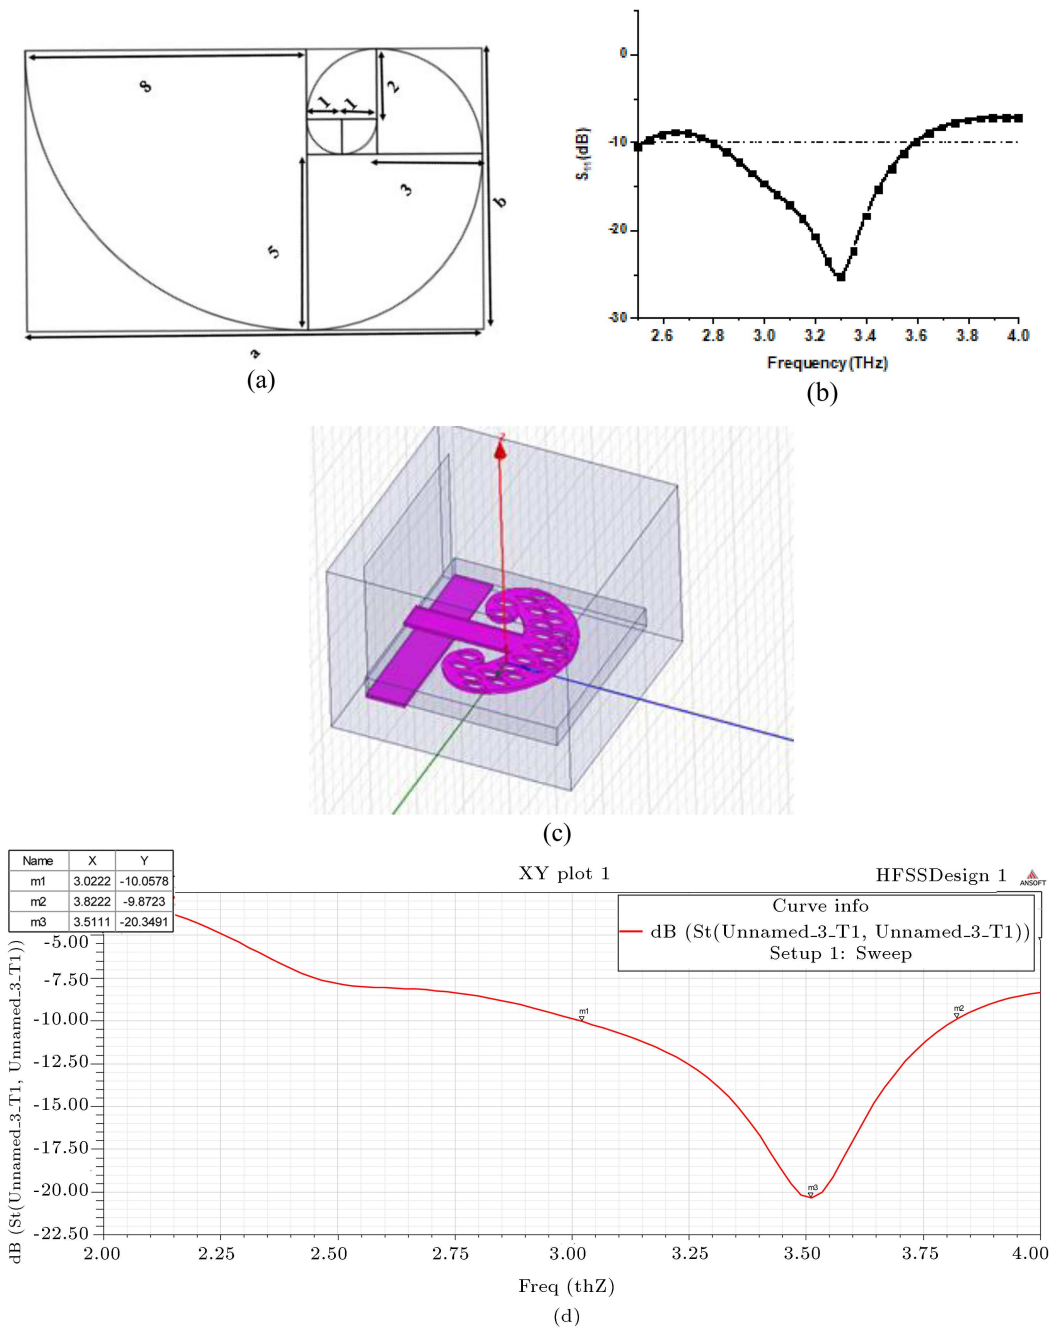 8
1 1
2
3
5
b
a
(a)
0
-10
-20
-30
S11(dB)
2.6 2.8 3.0 3.2 3.4 3.6 3.8 4.0
Frequency(THz)
(b)
z
(c)
Name X Y
m1 3.0222 -10.0578
m2 3.8222 -9.8723
m3 3.5111 -20.3491
XY plot 1
HFSSDesign 1
ANSOFT
Curve info
dB (St(Unnamed_3_T1, Unnamed_3_T1))
Setup 1: Sweep
dB (St(Unnamed_3_T1, Unnamed_3_T1))
-5.00
-7.50
-10.00
-12.50
-15.00
-17.50
-20.00
-22.50
m1
m2
m3
2.00 2.25 2.50 2.75 3.00 3.25 3.50 3.75 4.00
Freq (thZ)
(d)